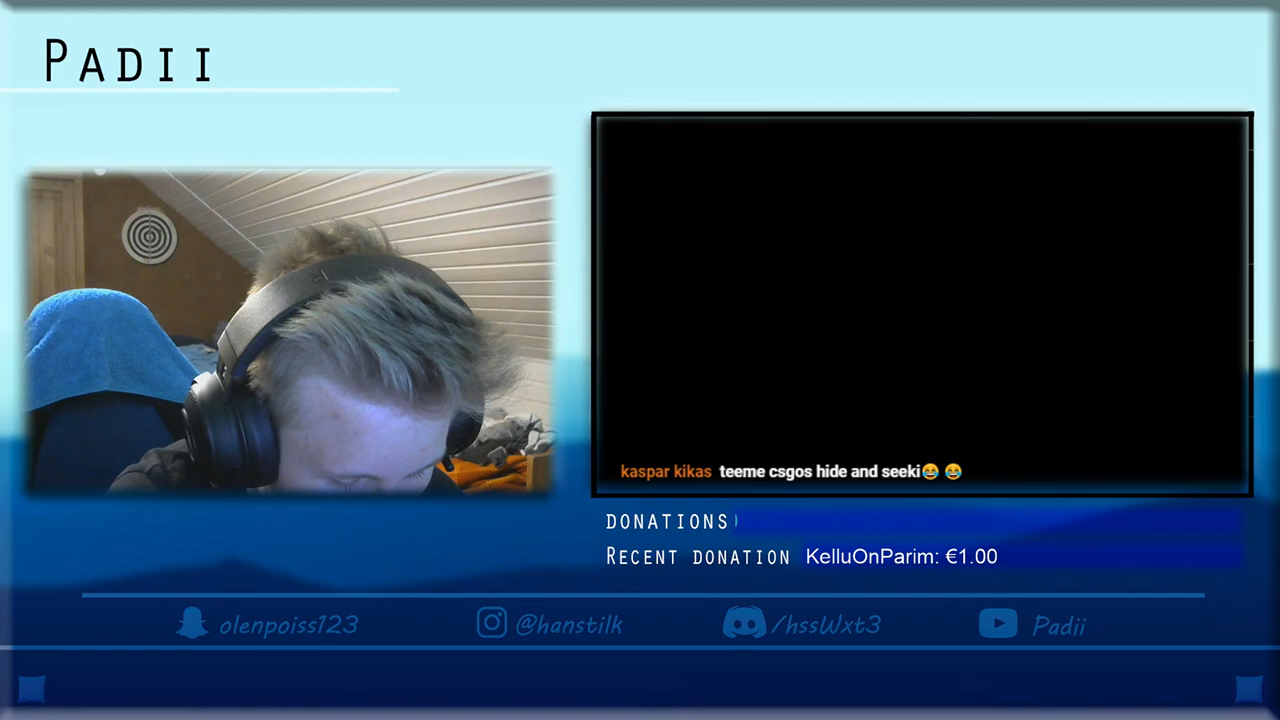 Padii
kaspar kikas teeme csgos hide and seeki😂 😂
DONATIONS
RECENT DONATION KelluOnParim: €1.00
olenpoiss123 @hanstilk /hssWxt3 Padii